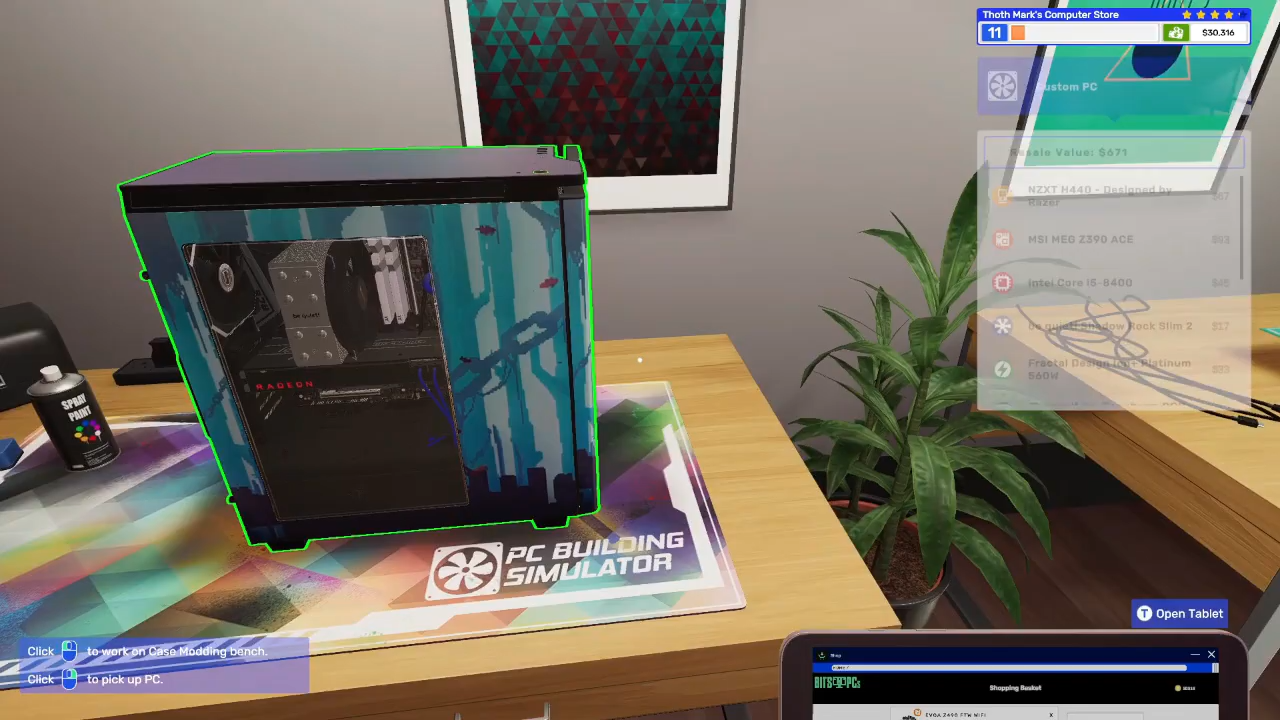 Thoth Mark's Computer Store
11
$30,316
Custom PC
Resale Value: $671
NZXT H440 - Designed by
Razer
MSI MEG Z390 ACE
Intel Core i5-8400
be quiet! Shadow Rock Slim 2
$17
Fractal Design Ion+ Platinum
560W
be quiet!
RADEON
SPRAY
PAINT
PC BUILDING
SIMULATOR
T Open Tablet
Click to work on Case Modding bench.
Click to pick up PC.
Shop
Shopping Basket
EVGA Z490 FTW WIFI
X